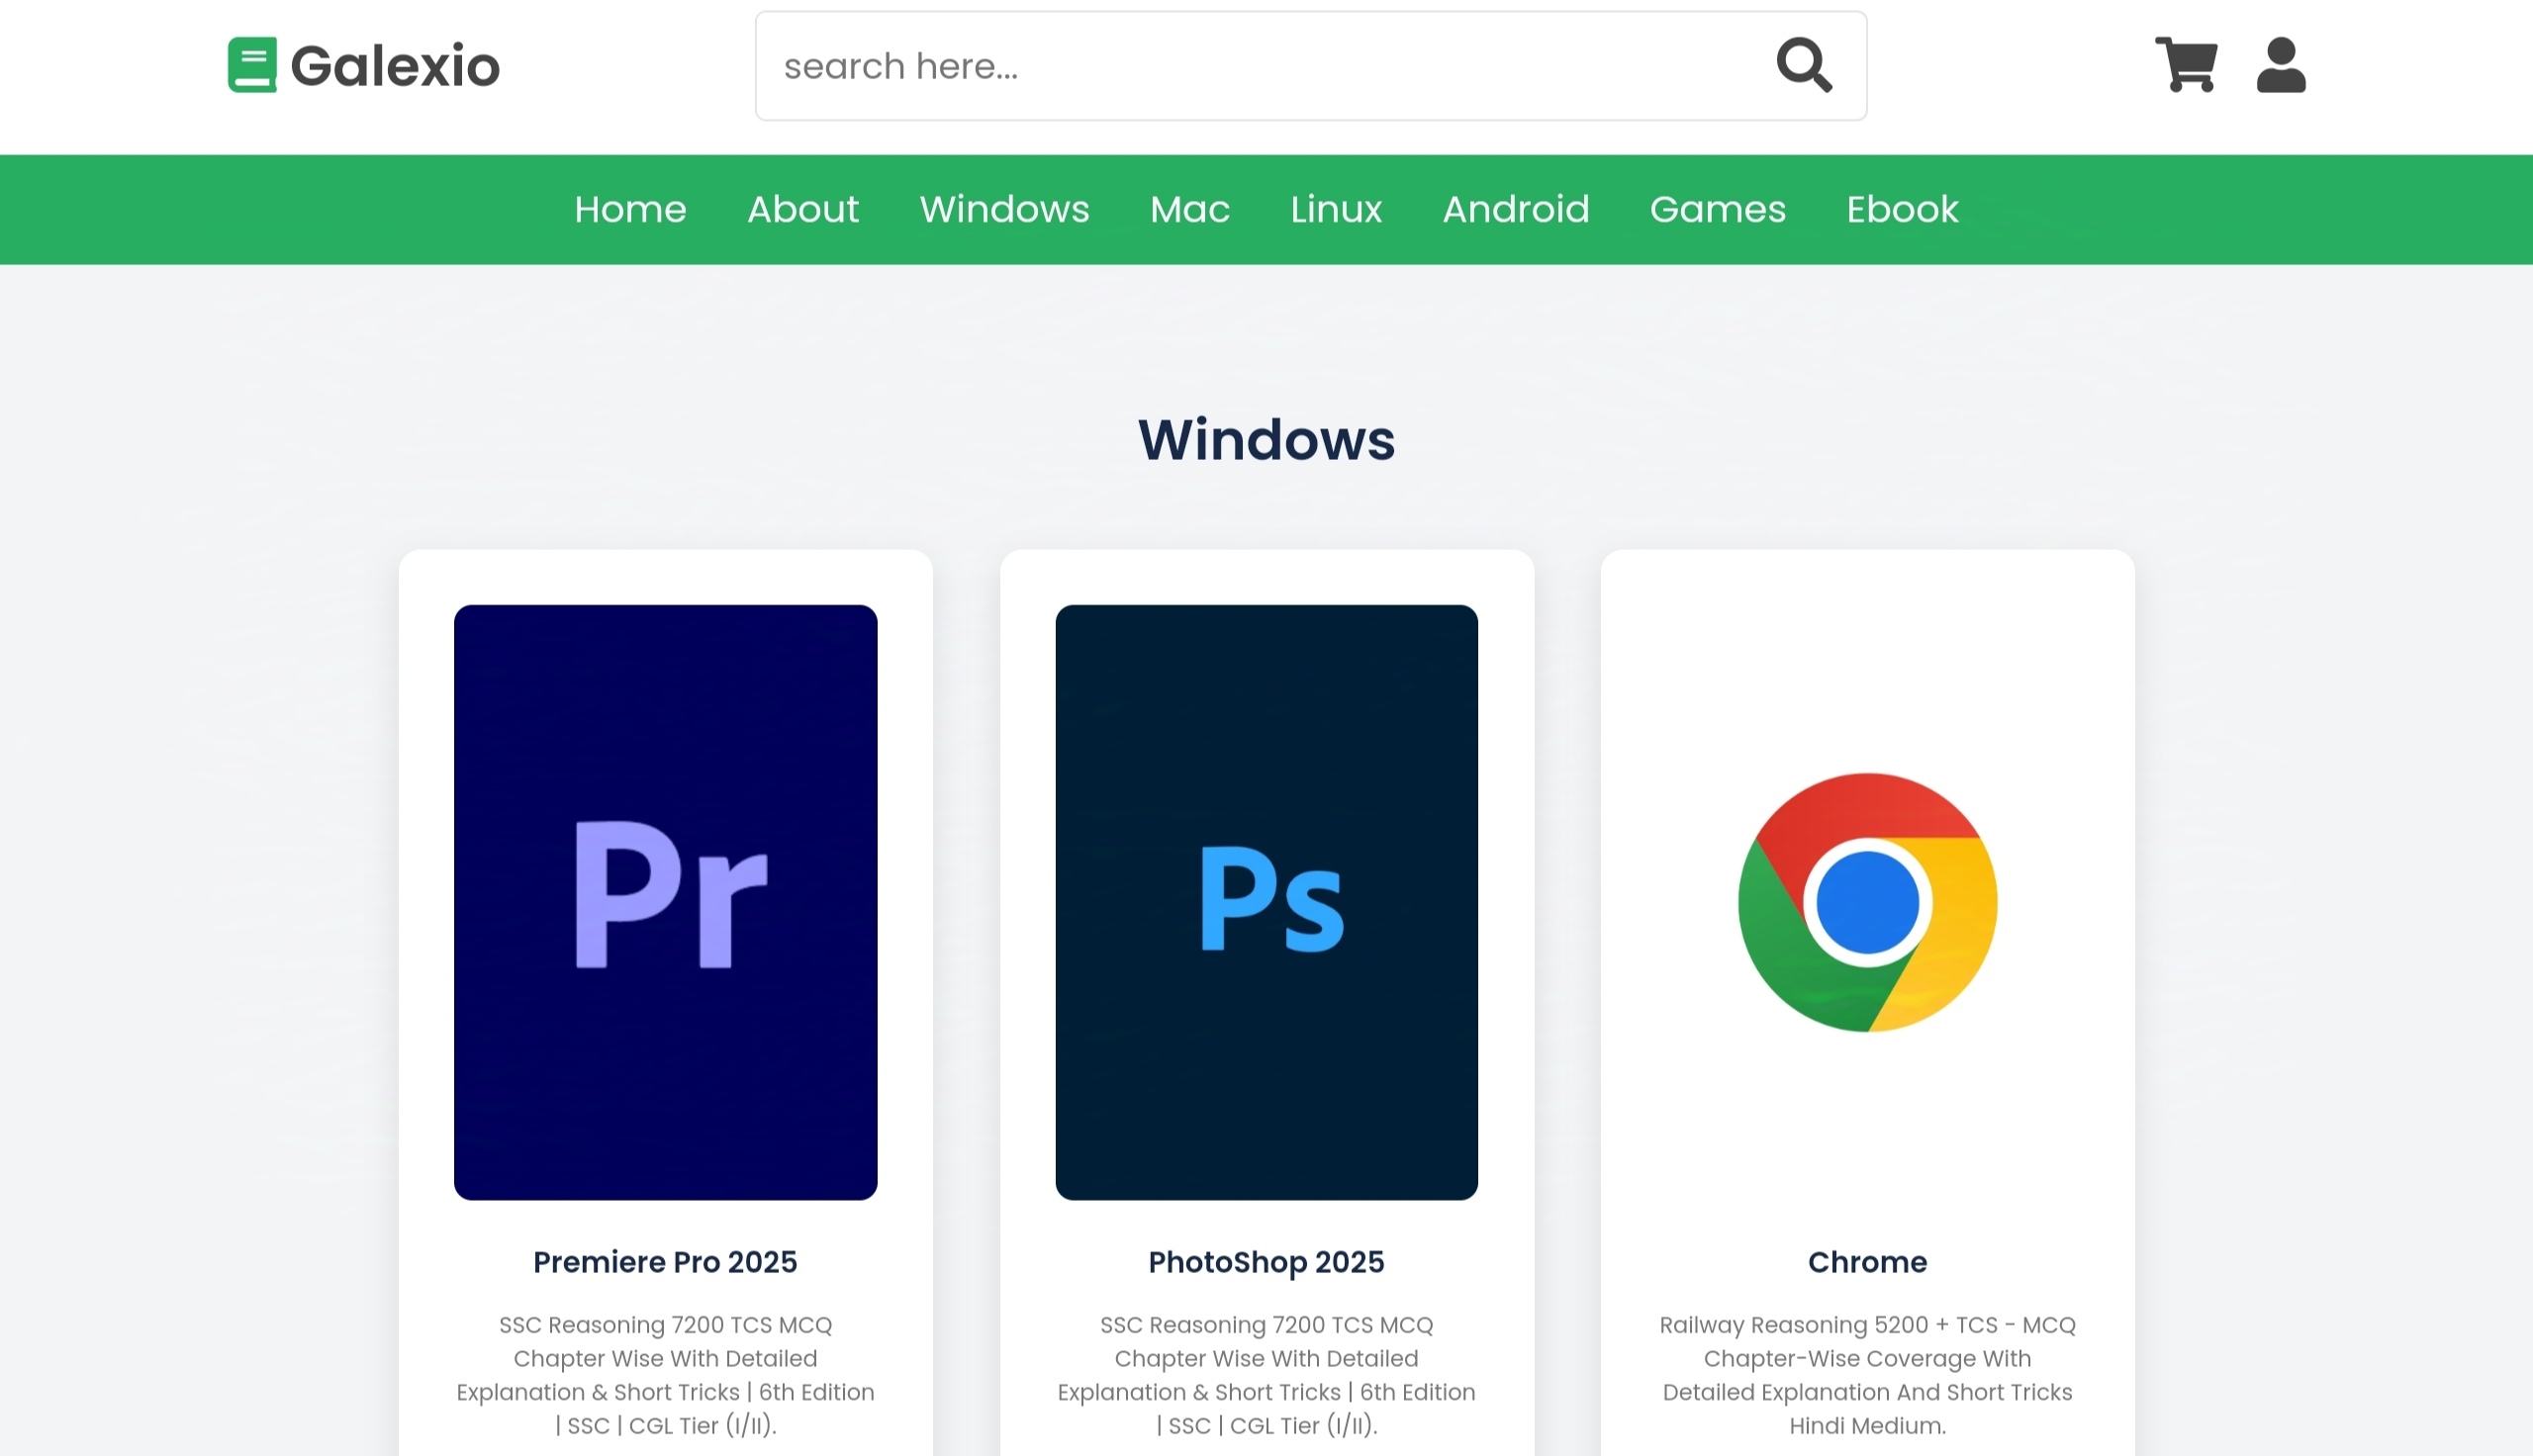 Galexio
search here...
Home About Windows Mac Linux Android Games Ebook
Windows
Pr
Ps
Premiere Pro 2025
SSC Reasoning 7200 TCS MCQ
Chapter Wise With Detailed
Explanation & Short Tricks | 6th Edition
| SSC | CGL Tier (I/II).
PhotoShop 2025
SSC Reasoning 7200 TCS MCQ
Chapter Wise With Detailed
Explanation & Short Tricks | 6th Edition
| SSC | CGL Tier (I/II).
Chrome
Railway Reasoning 5200 + TCS - MCQ
Chapter-Wise Coverage With
Detailed Explanation And Short Tricks
Hindi Medium.